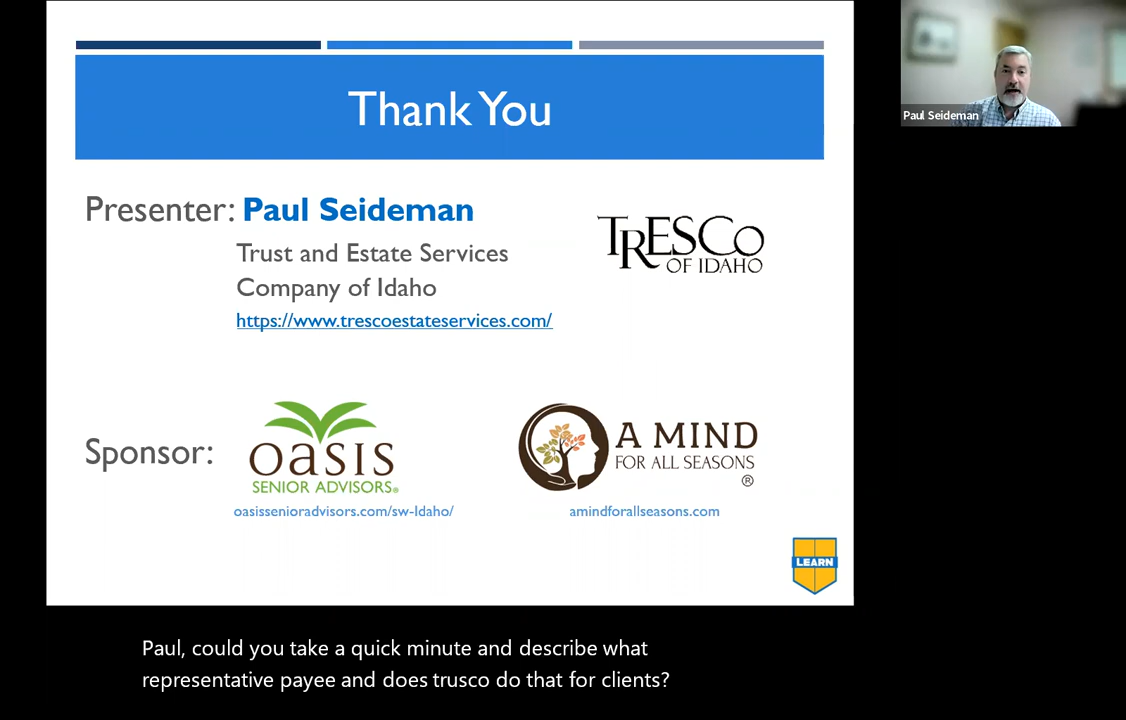 Thank You
Presenter: Paul Seideman
Trust and Estate Services
Company of Idaho
https://www.trescoestateservices.com/
TRESCO
OF IDAHO
Sponsor:
oasis
SENIOR ADVISORS®
oasissenioradvisors.com/sw-Idaho/
A MIND
FOR ALL SEASONS
®
amindforallseasons.com
LEARN
Paul Seideman
Paul, could you take a quick minute and describe what
representative payee and does trusco do that for clients?